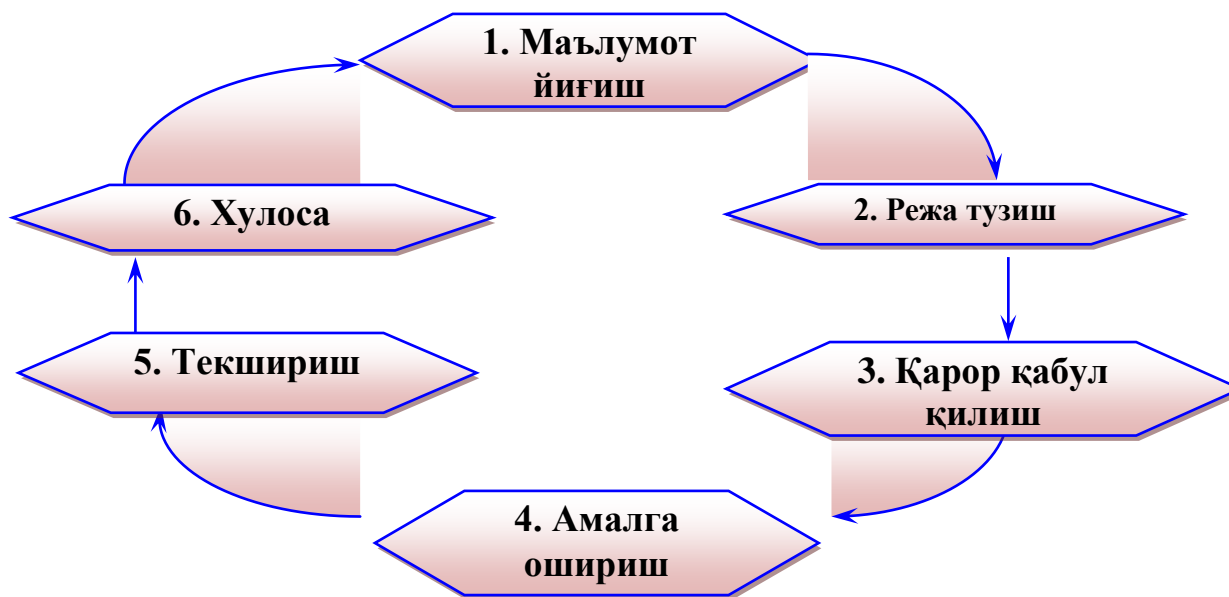 1. Маълумот
йиғиш
2. Режа тузиш
3. Қарор қабул
қилиш
4. Амалга
ошириш
5. Текшириш
6. Хулоса